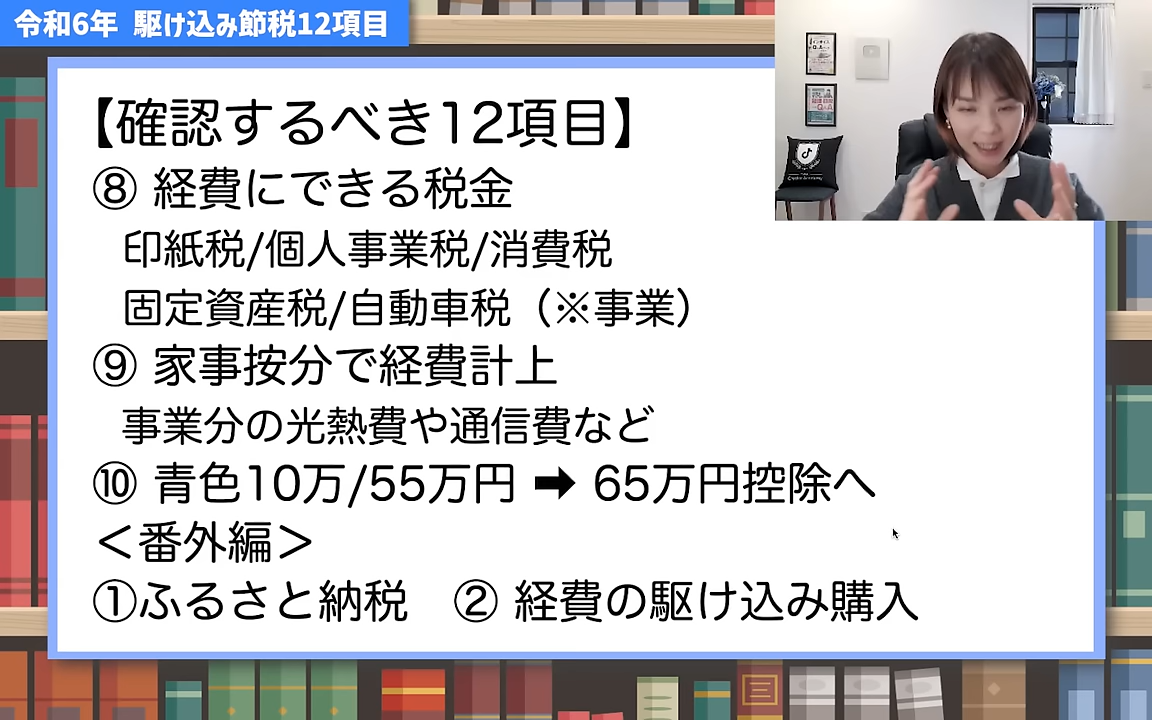 令和6年 駆け込み節税12項目
【確認するべき12項目】
⑧ 経費にできる税金
印紙税/個人事業税/消費税
固定資産税/自動車税（※事業）
⑨ 家事按分で経費計上
事業分の光熱費や通信費など
⑩ 青色10万/55万円 ➡ 65万円控除へ
＜番外編＞
①ふるさと納税　② 経費の駆け込み購入